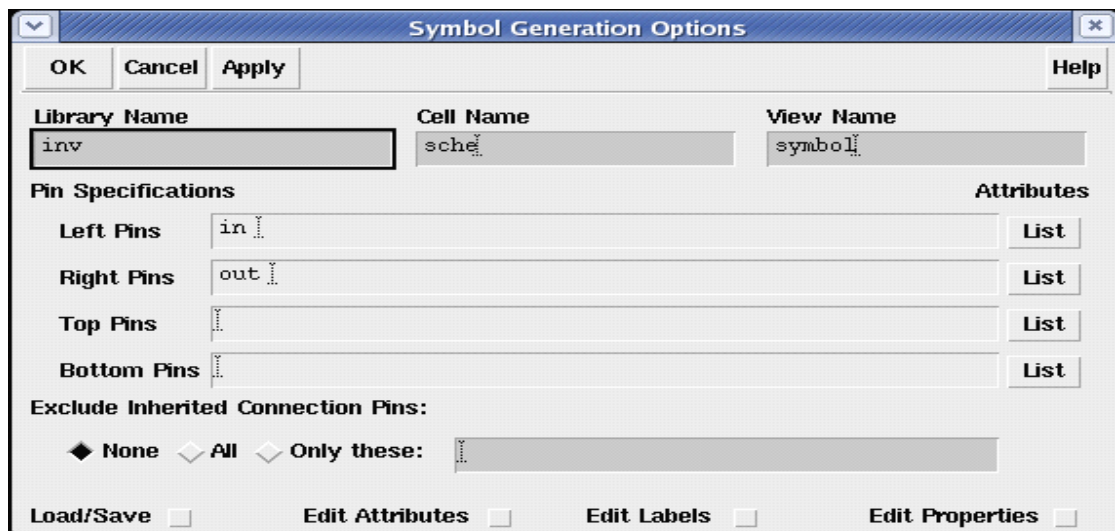 Symbol Generation Options
OK Cancel Apply Help
Library Name Cell Name View Name
inv sche symbol
Pin Specifications Attributes
Left Pins in List
Right Pins out List
Top Pins List
Bottom Pins List
Exclude Inherited Connection Pins:
None All Only these:
Load/Save Edit Attributes Edit Labels Edit Properties